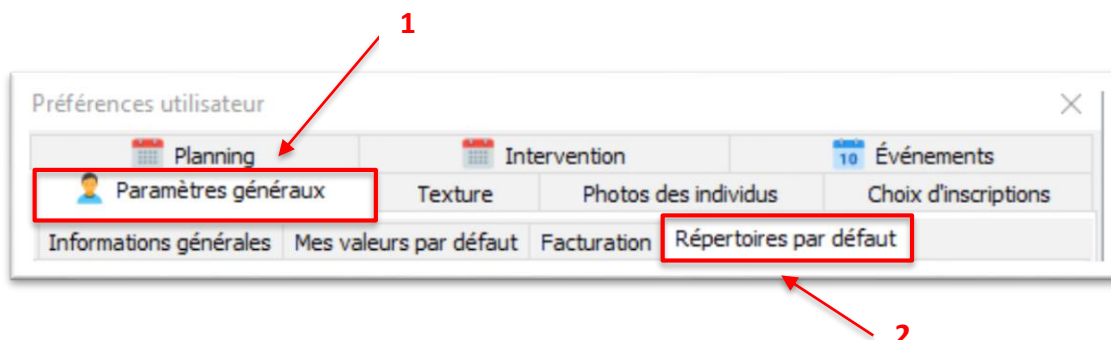 1
Préférences utilisateur
Planning Intervention 10 Événements
Paramètres généraux Texture Photos des individus Choix d'inscriptions
Informations générales Mes valeurs par défaut Facturation Répertoires par défaut
2